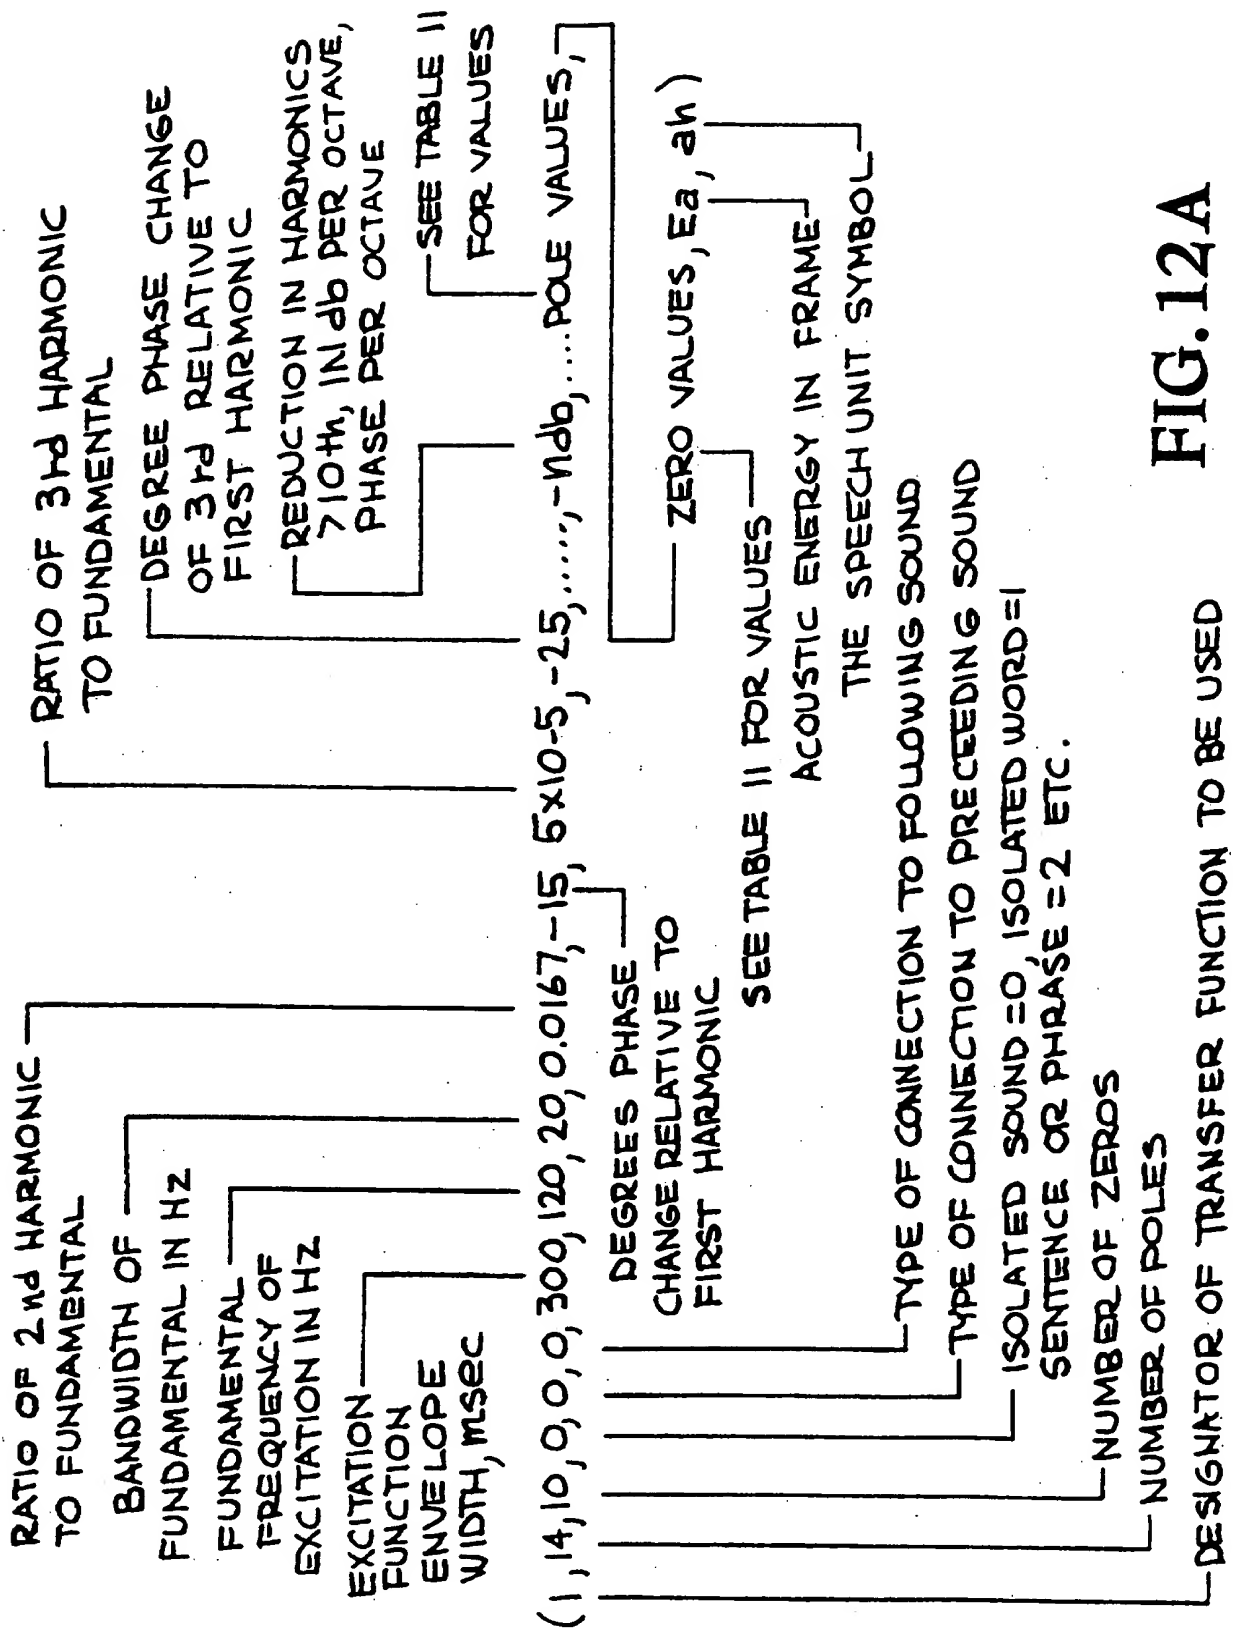 RATIO OF 2nd HARMONIC
TO FUNDAMENTAL
BANDWIDTH OF
FUNDAMENTAL IN Hz
FUNDAMENTAL
FREQUENCY OF
EXCITATION IN Hz
EXCITATION
FUNCTION
ENVELOPE
WIDTH, msec
RATIO OF 3rd HARMONIC
TO FUNDAMENTAL
DEGREE PHASE CHANGE
OF 3rd RELATIVE TO
FIRST HARMONIC
REDUCTION IN HARMONICS
>10th, IN db PER OCTAVE,
PHASE PER OCTAVE
SEE TABLE II
FOR VALUES
(1,14,10,0,0,0,300,120,20,0.0167,-15, 5x10-5,-25,.....,-ndb,....POLE VALUES,
ZERO VALUES, Ea, ah)
DEGREES PHASE
CHANGE RELATIVE TO
FIRST HARMONIC
SEE TABLE II FOR VALUES
ACOUSTIC ENERGY IN FRAME
THE SPEECH UNIT SYMBOL
TYPE OF CONNECTION TO FOLLOWING SOUND
TYPE OF CONNECTION TO PRECEEDING SOUND
ISOLATED SOUND=0, ISOLATED WORD=1
SENTENCE OR PHRASE=2 ETC.
NUMBER OF ZEROS
NUMBER OF POLES
DESIGNATOR OF TRANSFER FUNCTION TO BE USED
FIG. 12A